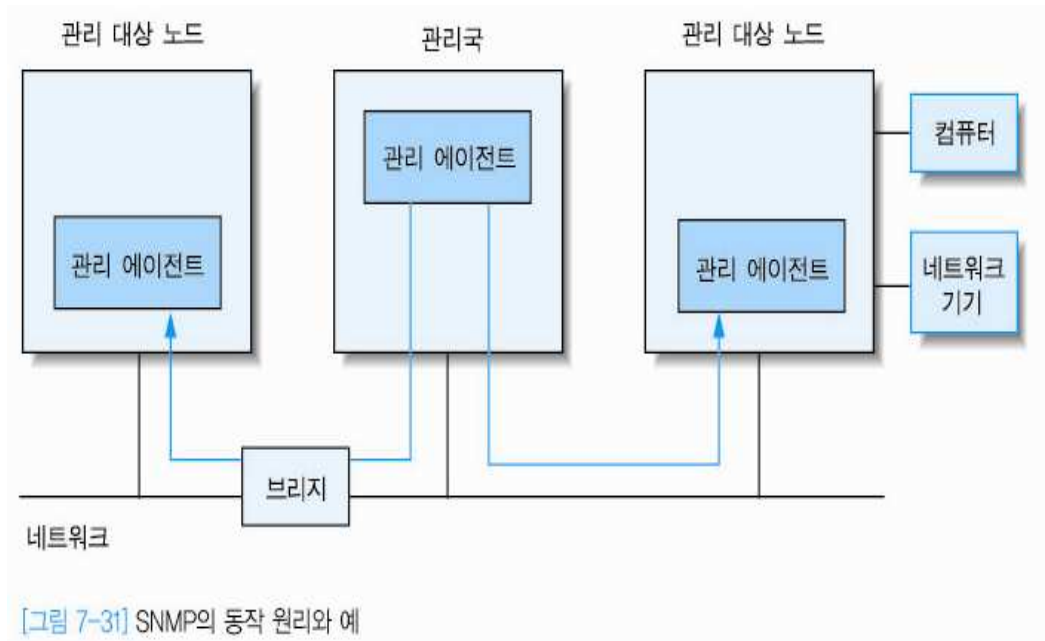 관리 대상 노드
관리국
관리 대상 노드
관리 에이전트
컴퓨터
관리 에이전트
관리 에이전트
네트워크
기기
브리지
네트워크
[그림 7-31] SNMP의 동작 원리와 예